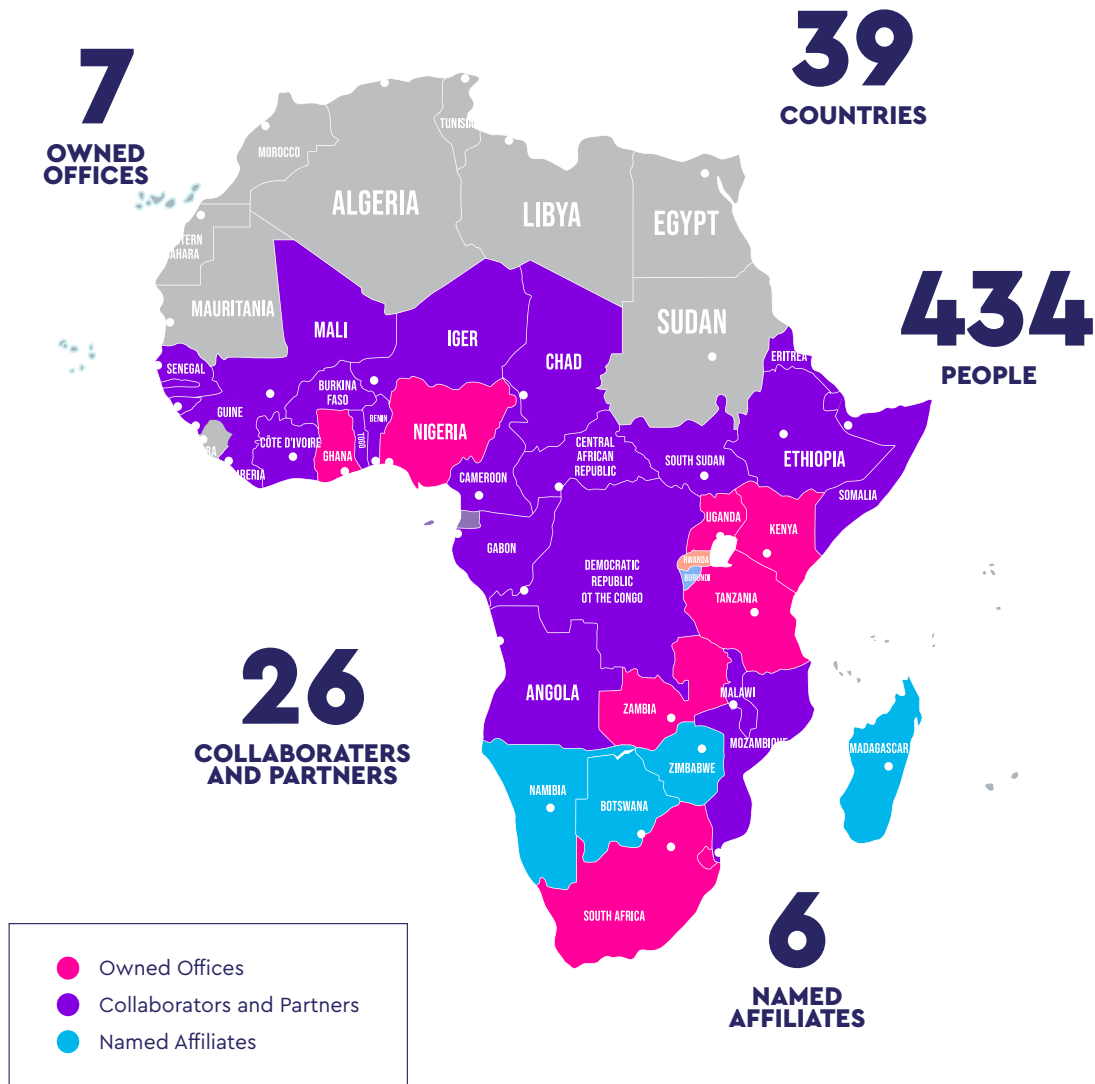 7
OWNED
OFFICES
39
COUNTRIES
434
PEOPLE
26
COLLABORATERS
AND PARTNERS
6
NAMED
AFFILIATES
TUNISIA
MOROCCO
ALGERIA
LIBYA
EGYPT
TERN
AHARA
MAURITANIA
MALI
IGER
CHAD
SUDAN
ERITREA
SENEGAL
BURKINA
FASO
GUINE
BENIN
NIGERIA
CÔTE D'IVOIRE
TOGO
GHANA
BERIA
CENTRAL
AFRICAN
REPUBLIC
SOUTH SUDAN
ETHIOPIA
CAMEROON
SOMALIA
UGANDA
KENYA
GABON
RWANDA
BURUNDI
DEMOCRATIC
REPUBLIC
OT THE CONGO
TANZANIA
ANGOLA
MALAWI
ZAMBIA
MOZAMBIQUE
MADAGASCAR
ZIMBABWE
NAMIBIA
BOTSWANA
SOUTH AFRICA
Owned Offices
Collaborators and Partners
Named Affiliates